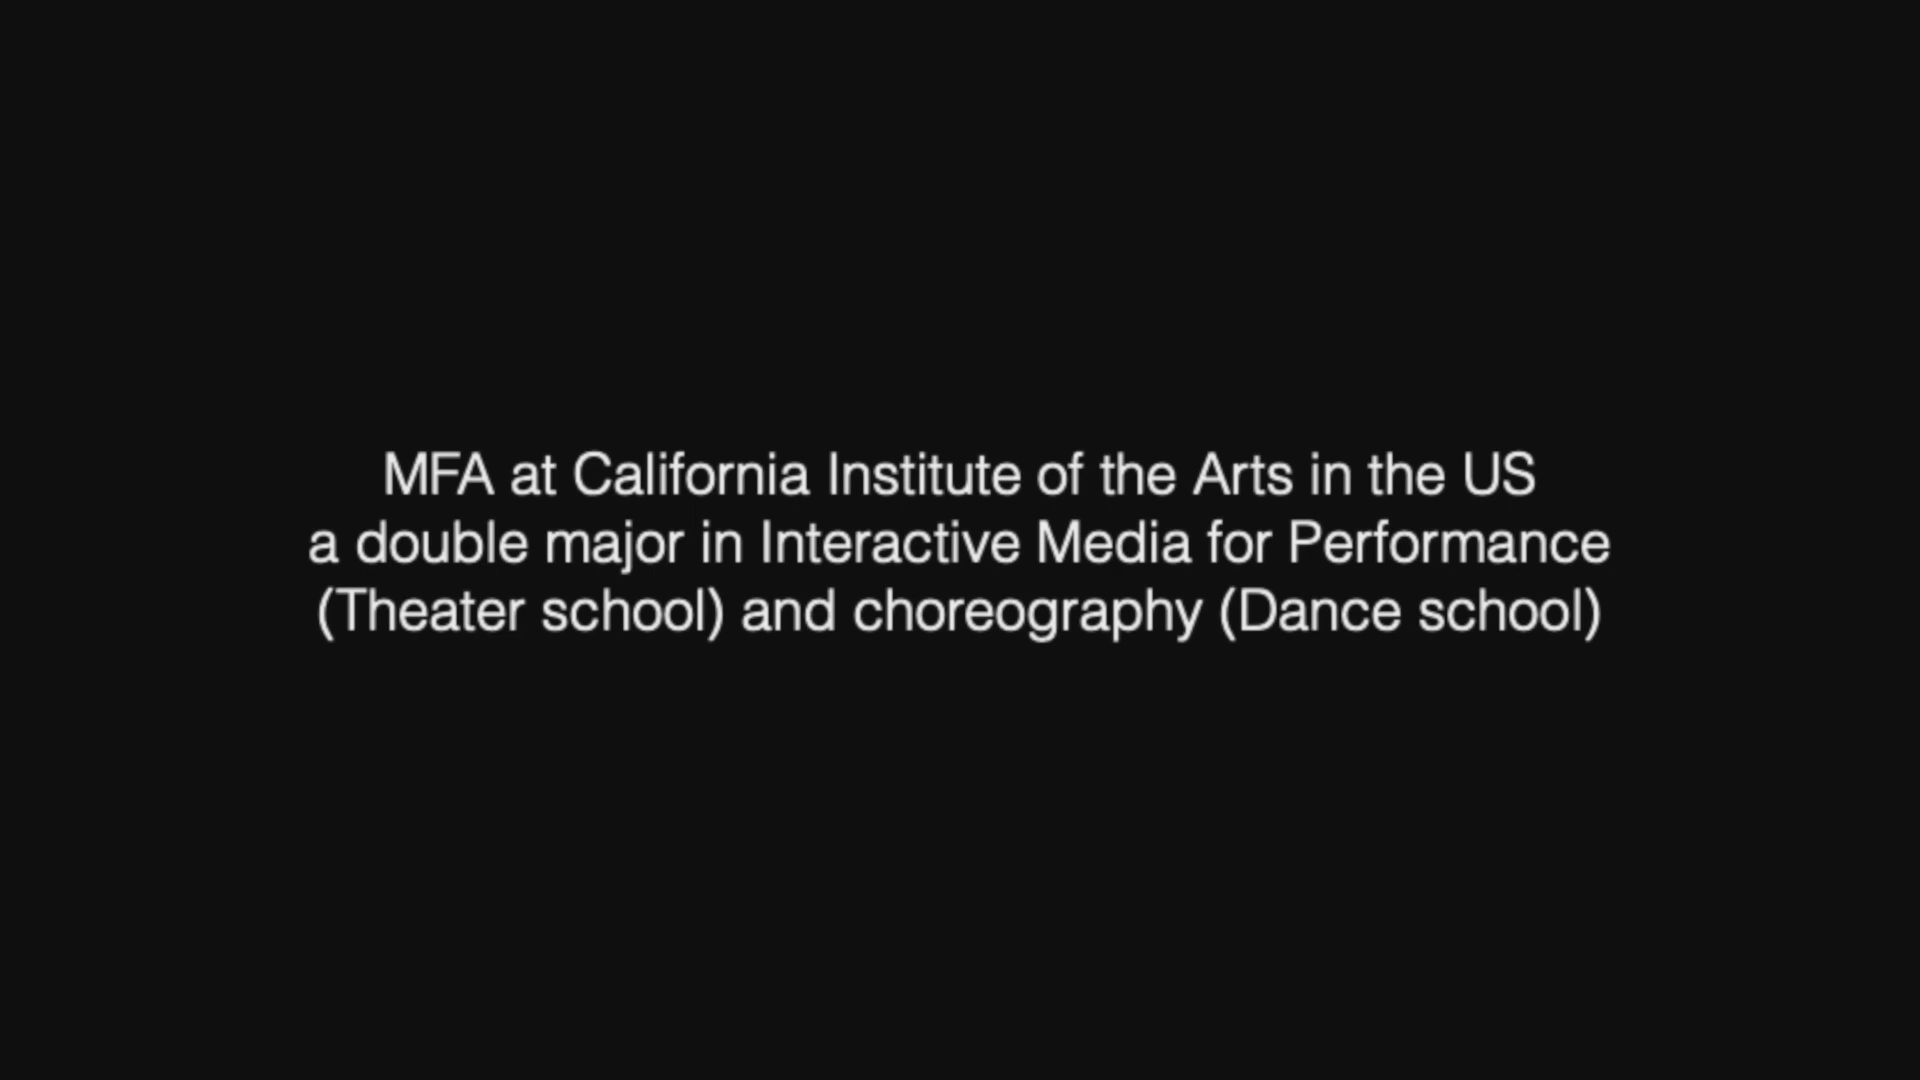 MFA at California Institute of the Arts in the US
a double major in Interactive Media for Performance
(Theater school) and choreography (Dance school)